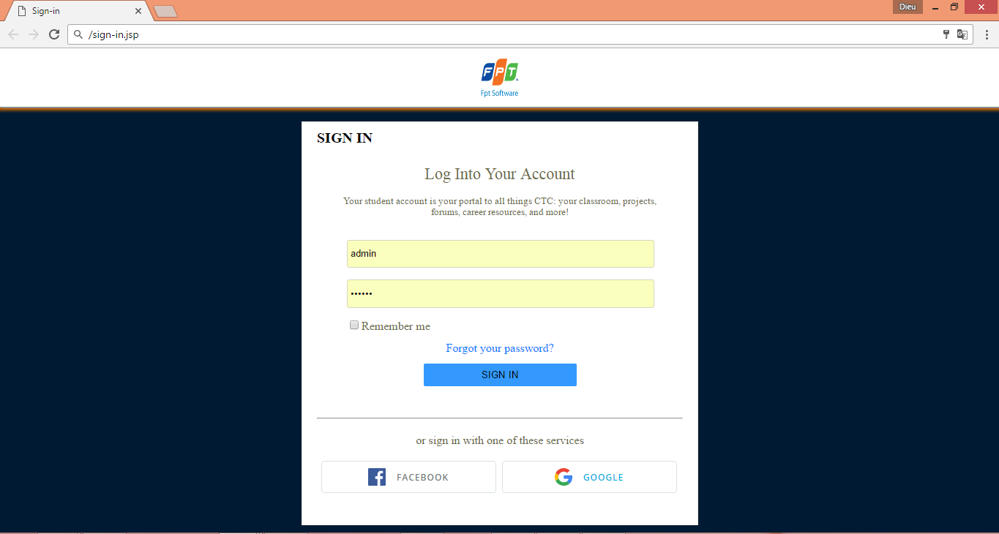 Sign-in
Dieu
/sign-in.jsp
FPT
Fpt Software
SIGN IN
Log Into Your Account
Your student account is your portal to all things CTC: your classroom, projects,
forums, career resources, and more!
admin
••••••
Remember me
Forgot your password?
SIGN IN
or sign in with one of these services
FACEBOOK
GOOGLE